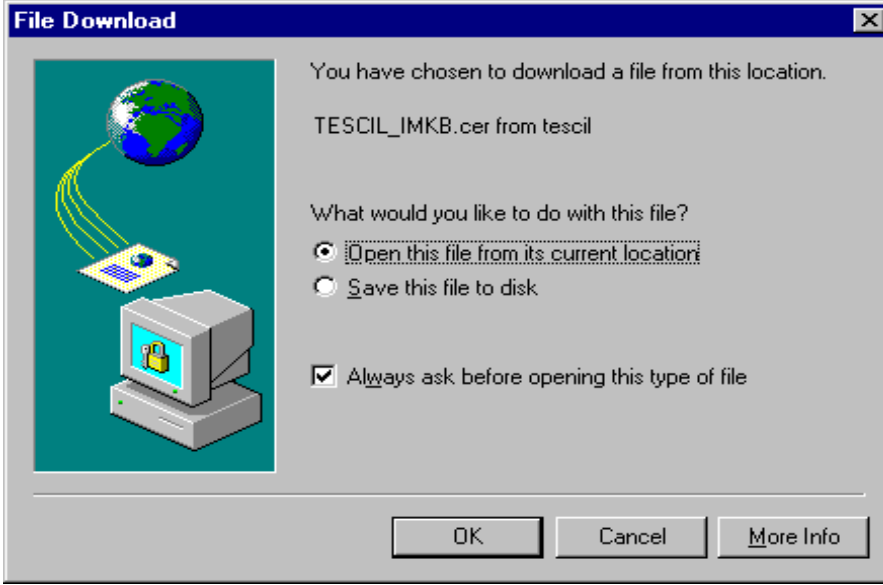 File Download
You have chosen to download a file from this location.
TESCIL_IMKB.cer from tescil
What would you like to do with this file?
Open this file from its current location
Save this file to disk
Always ask before opening this type of file
OK Cancel More Info